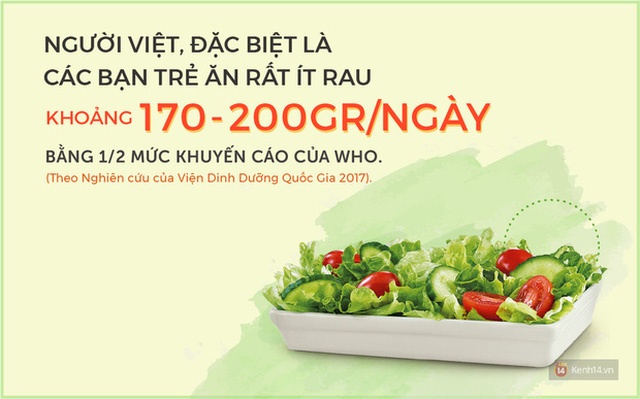 NGƯỜI VIỆT, ĐẶC BIỆT LÀ
CÁC BẠN TRẺ ĂN RẤT ÍT RAU
KHOẢNG 170 - 200GR/NGÀY
BẰNG 1/2 MỨC KHUYẾN CÁO CỦA WHO.
(Theo Nghiên cứu của Viện Dinh Dưỡng Quốc Gia 2017).
14 Kenh14.vn